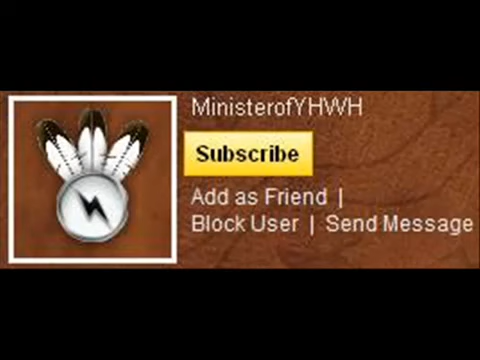 MinisterofYHWH
Subscribe
Add as Friend |
Block User | Send Message